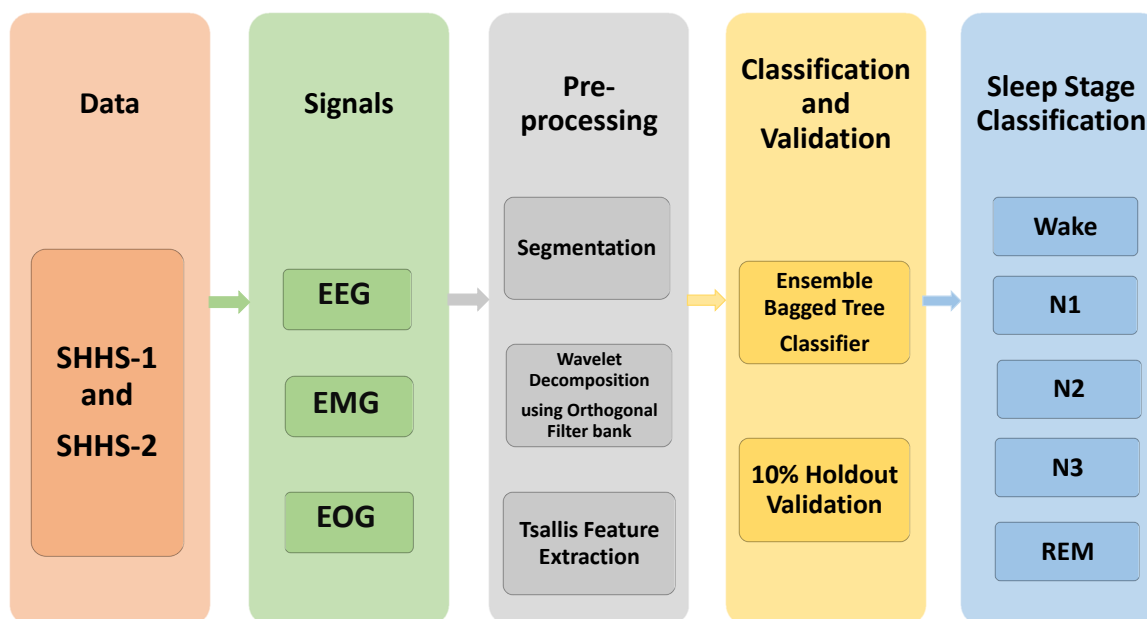 Data
SHHS-1
and
SHHS-2
Signals
EEG
EMG
EOG
Pre-
processing
Segmentation
Wavelet
Decomposition
using Orthogonal
Filter bank
Tsallis Feature
Extraction
Classification
and
Validation
Ensemble
Bagged Tree
Classifier
10% Holdout
Validation
Sleep Stage
Classification
Wake
N1
N2
N3
REM